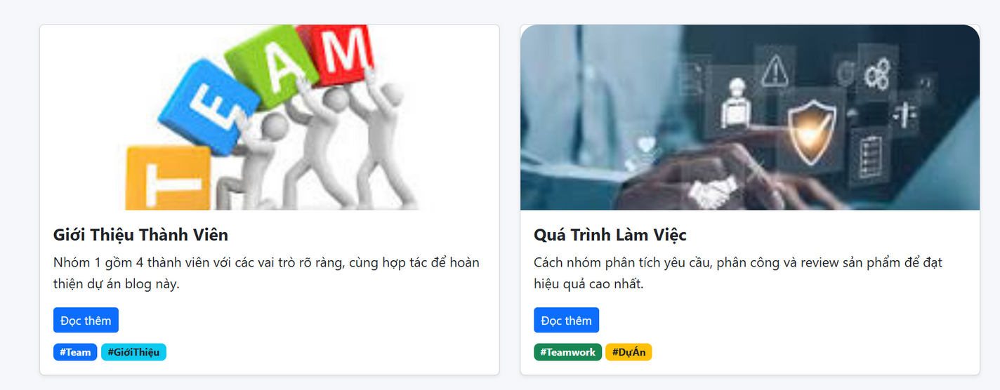 T E A M
Giới Thiệu Thành Viên
Nhóm 1 gồm 4 thành viên với các vai trò rõ ràng, cùng hợp tác để hoàn
thiện dự án blog này.
Đọc thêm
#Team #GiớiThiệu
Quá Trình Làm Việc
Cách nhóm phân tích yêu cầu, phân công và review sản phẩm để đạt
hiệu quả cao nhất.
Đọc thêm
#Teamwork #DựÁn